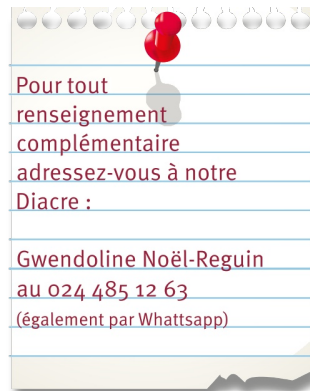 Pour tout
renseignement
complémentaire
adressez-vous à notre
Diacre :
Gwendoline Noël-Reguin
au 024 485 12 63
(également par Whattsapp)